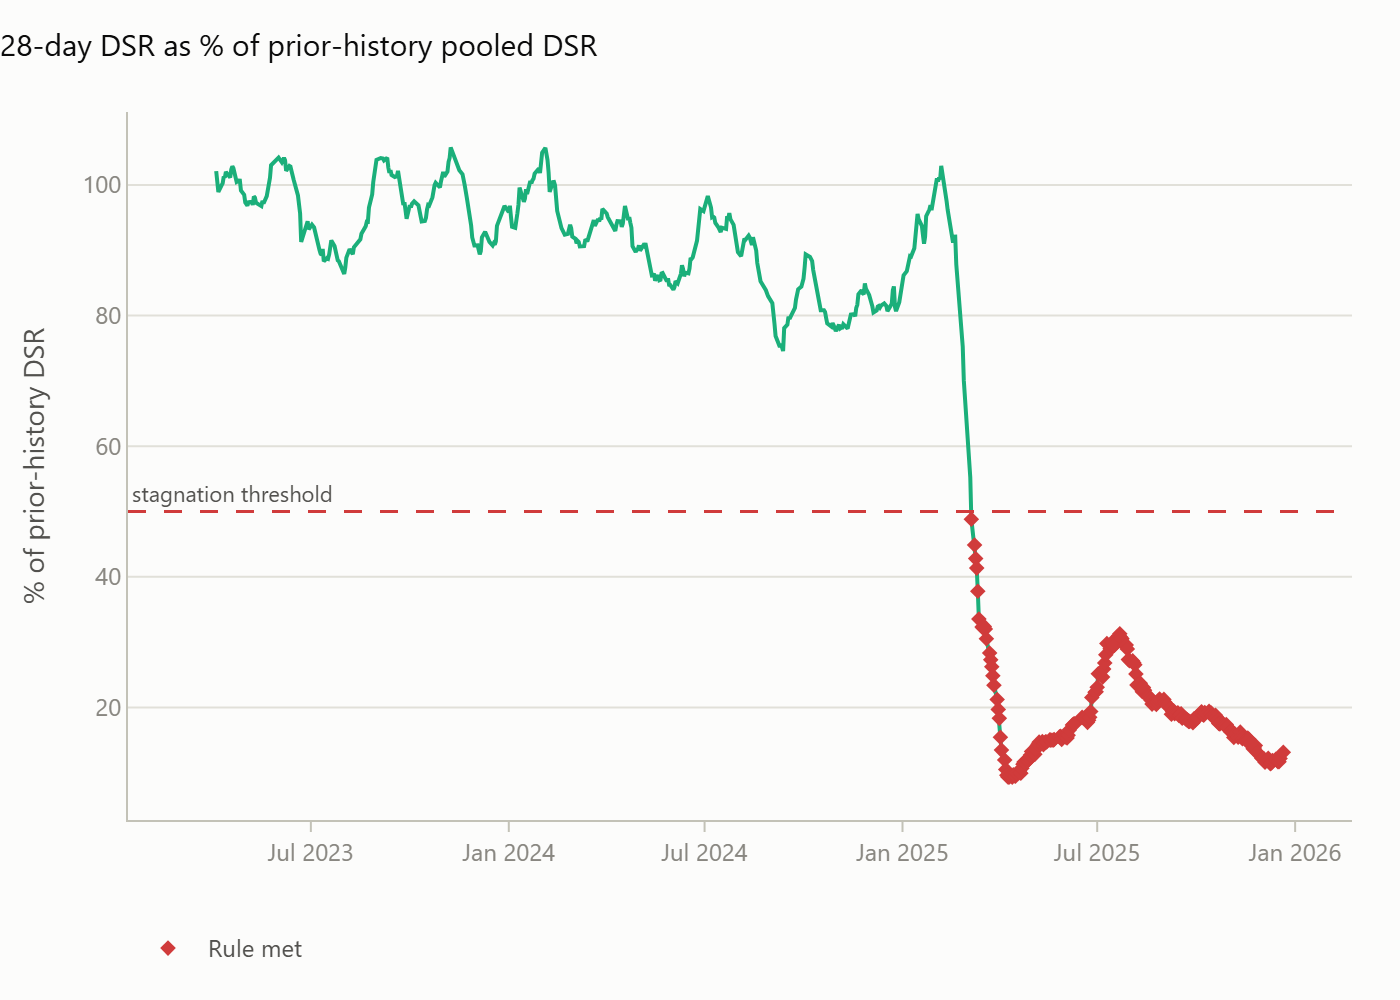 28-day DSR as % of prior-history pooled DSR
% of prior-history DSR
100
80
60
stagnation threshold
40
20
Jul 2023
Jan 2024
Jul 2024
Jan 2025
Jul 2025
Jan 2026
Rule met